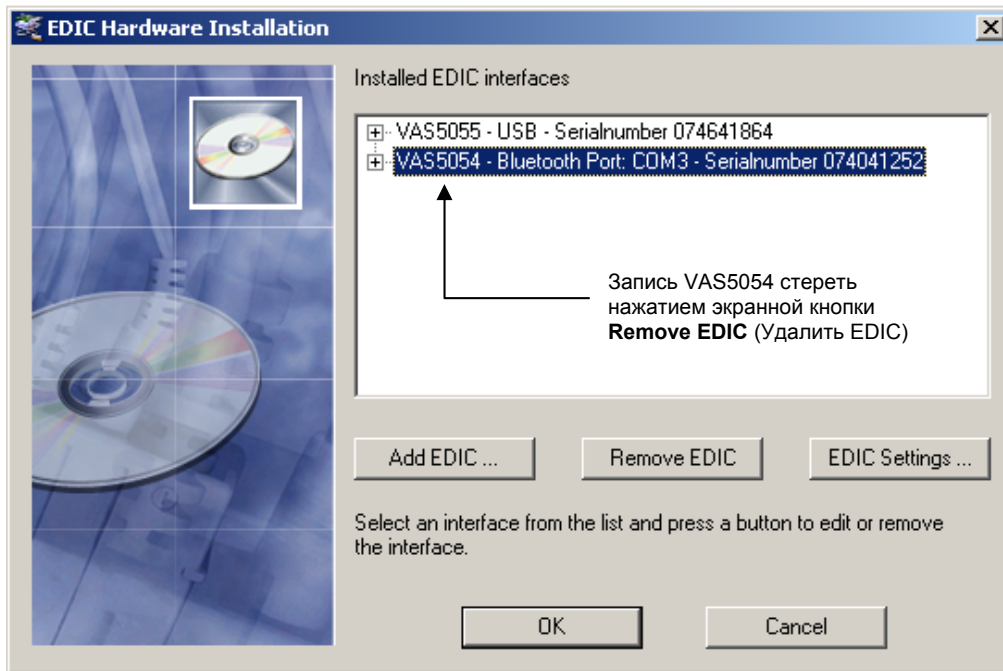 EDIC Hardware Installation
Installed EDIC interfaces
VAS5055 - USB - Serialnumber 074641864
VAS5054 - Bluetooth Port: COM3 - Serialnumber 074041252
Запись VAS5054 стереть
нажатием экранной кнопки
Remove EDIC (Удалить EDIC)
Add EDIC ...
Remove EDIC
EDIC Settings ...
Select an interface from the list and press a button to edit or remove
the interface.
OK
Cancel